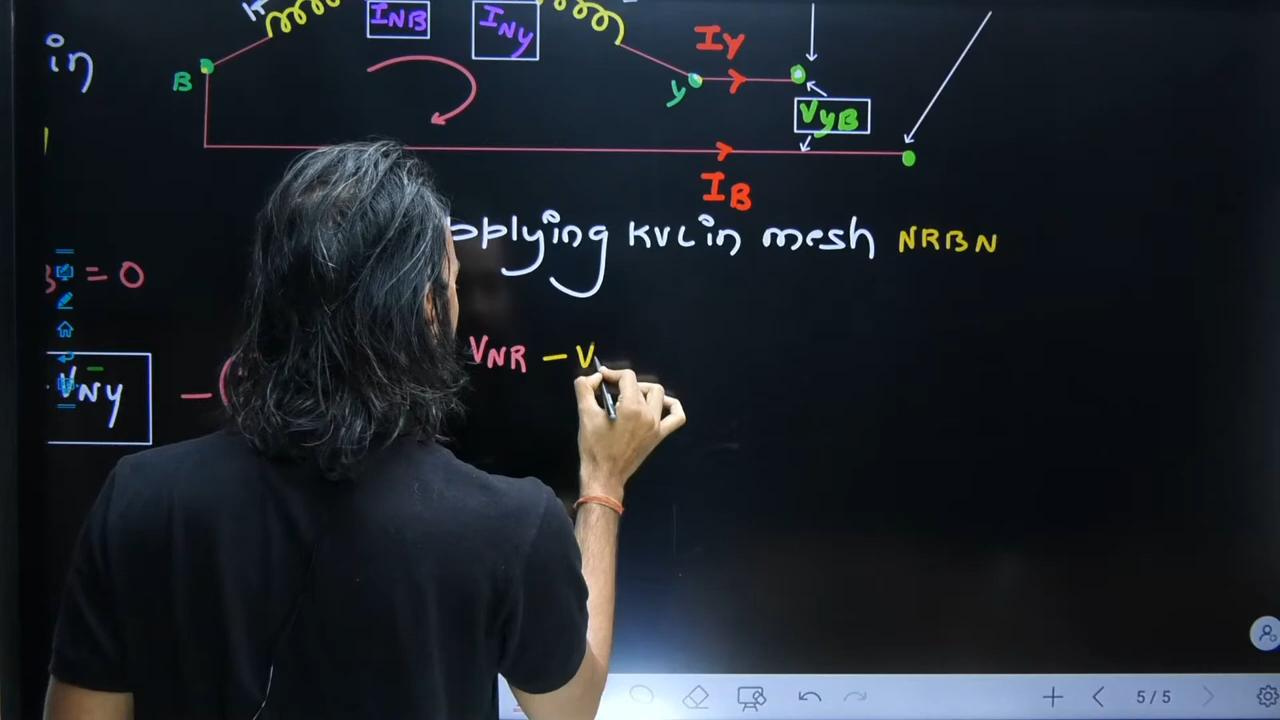 INB
INy
Iy
in
B
y
VyB
IB
pplying KVL in mesh NRBN
= 0
VNR - V
VNy -
5/5